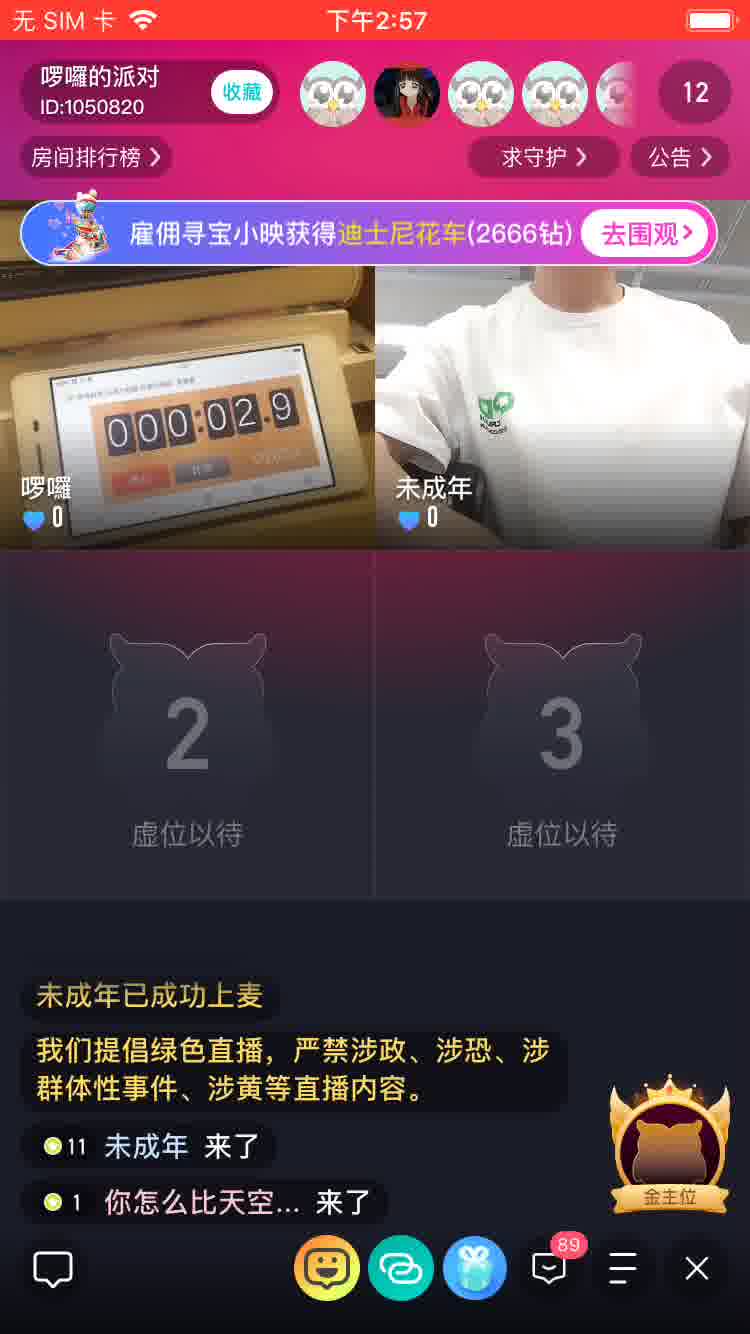 无 SIM 卡
下午2:57
啰囉的派对
ID:1050820
收藏
12
房间排行榜
求守护
公告
雇佣寻宝小映获得迪士尼花车(2666钻)
去围观
000:02.9
啰囉
0
未成年
0
2
虚位以待
3
虚位以待
未成年已成功上麦
我们提倡绿色直播，严禁涉政、涉恐、涉
群体性事件、涉黄等直播内容。
11 未成年 来了
1 你怎么比天空... 来了
金主位
89